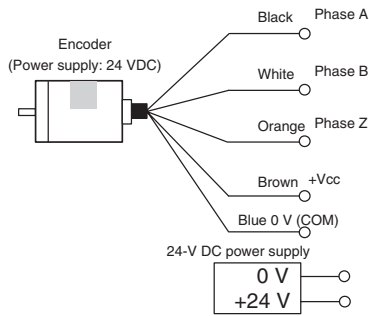 Black Phase A
Encoder
(Power supply: 24 VDC)
White Phase B
Orange Phase Z
Brown +Vcc
Blue 0 V (COM)
24-V DC power supply
0 V
+24 V